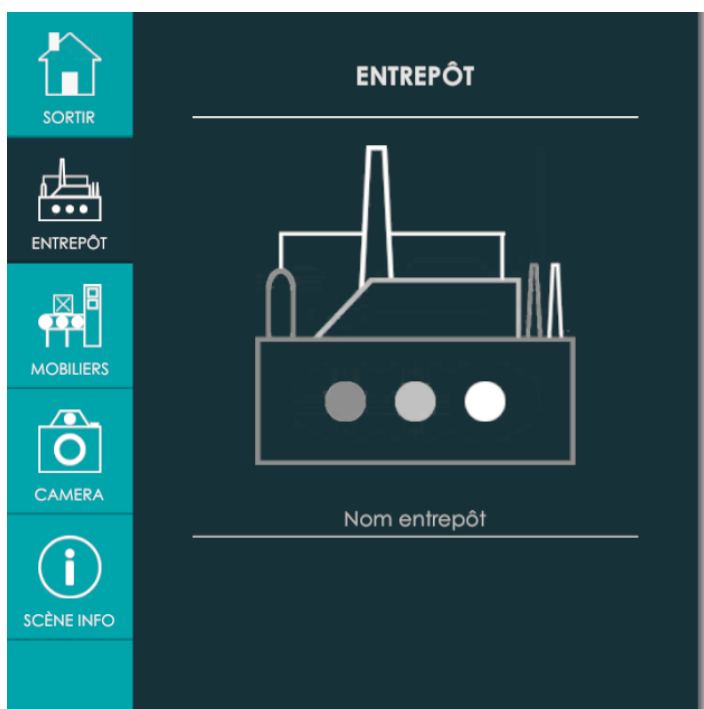 SORTIR
ENTREPÔT
MOBILIERS
CAMERA
SCÈNE INFO
ENTREPÔT
Nom entrepôt